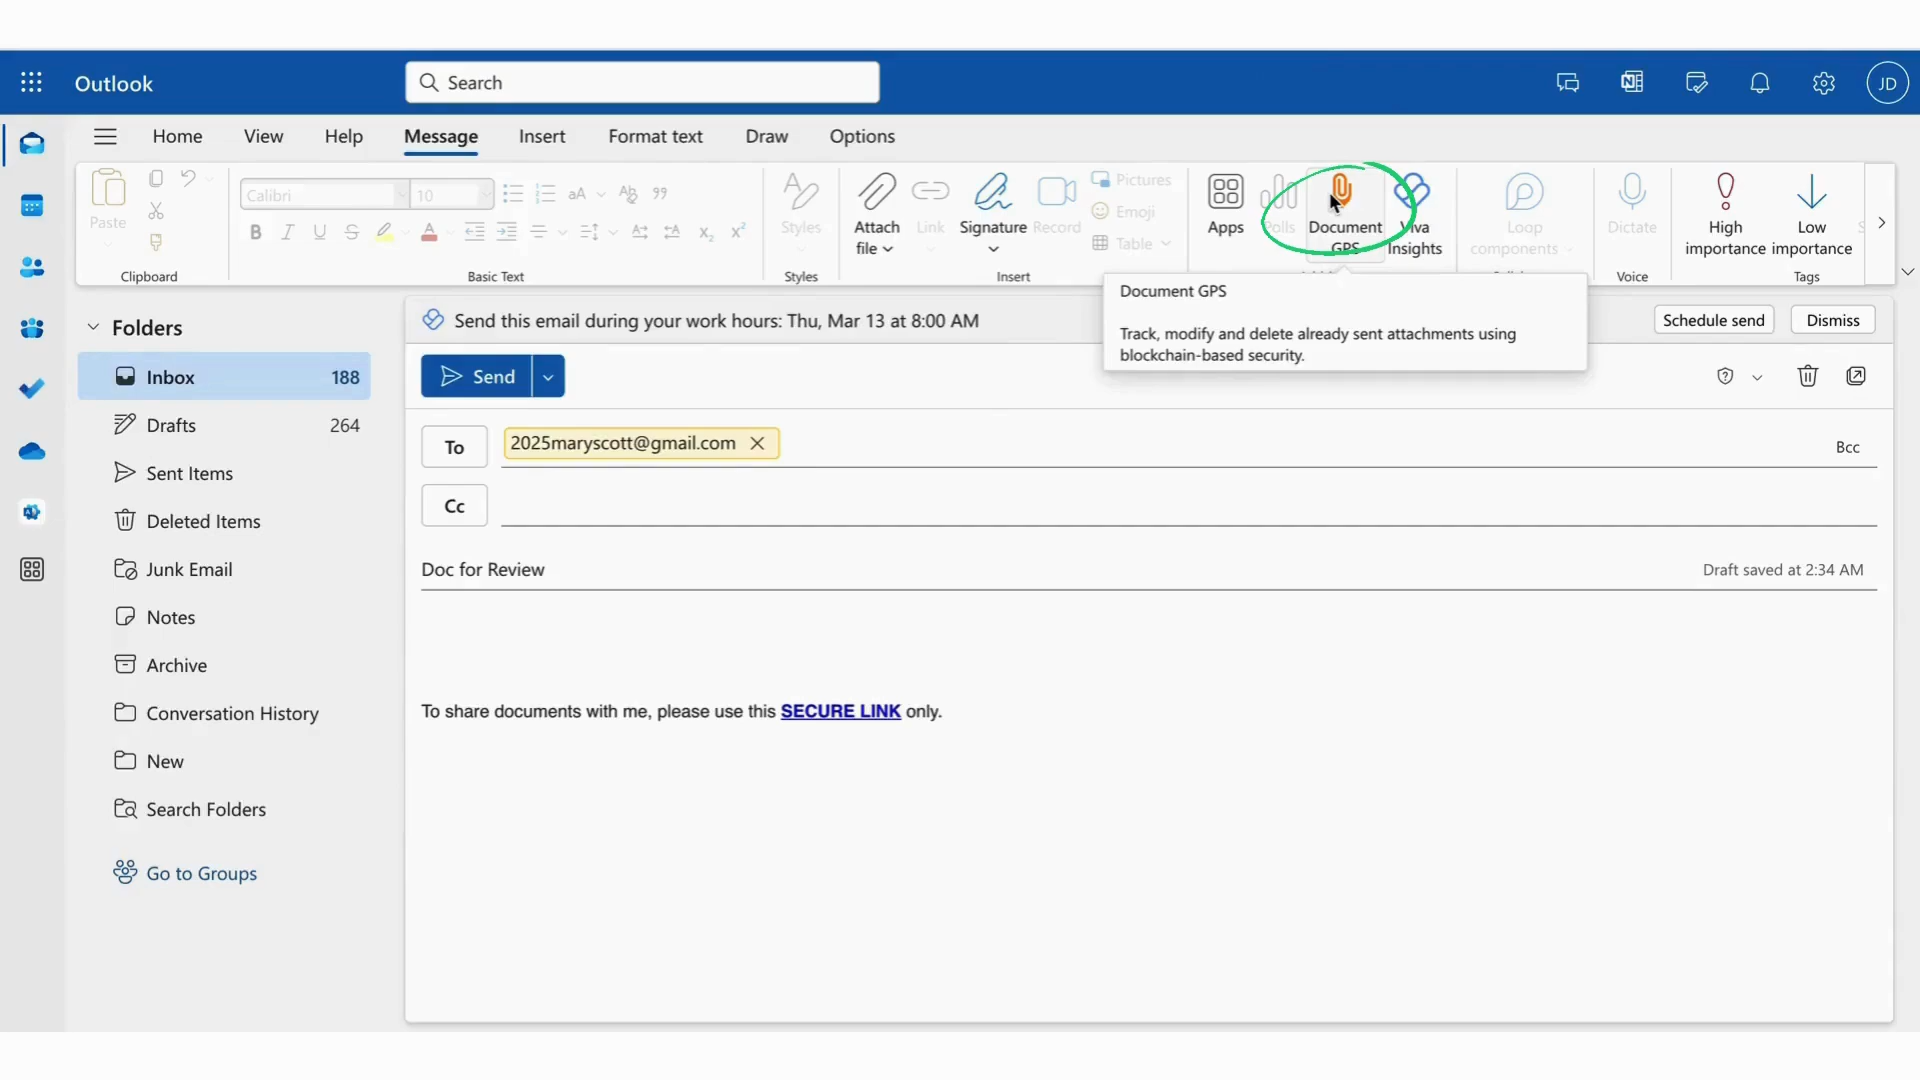 Outlook
Search
JD
Home View Help Message Insert Format text Draw Options
Paste
Clipboard
Calibri 10
Basic Text
Styles
Styles
Attach file
Link
Signature
Record
Pictures
Emoji
Table
Insert
Apps
Polls
Document GPS
Viva Insights
Loop components
Dictate
Voice
High importance
Low importance
Tags
Document GPS
Track, modify and delete already sent attachments using
blockchain-based security.
Folders
Inbox 188
Drafts 264
Sent Items
Deleted Items
Junk Email
Notes
Archive
Conversation History
New
Search Folders
Go to Groups
Send this email during your work hours: Thu, Mar 13 at 8:00 AM
Schedule send
Dismiss
Send
To 2025maryscott@gmail.com Bcc
Cc
Doc for Review Draft saved at 2:34 AM
To share documents with me, please use this SECURE LINK only.